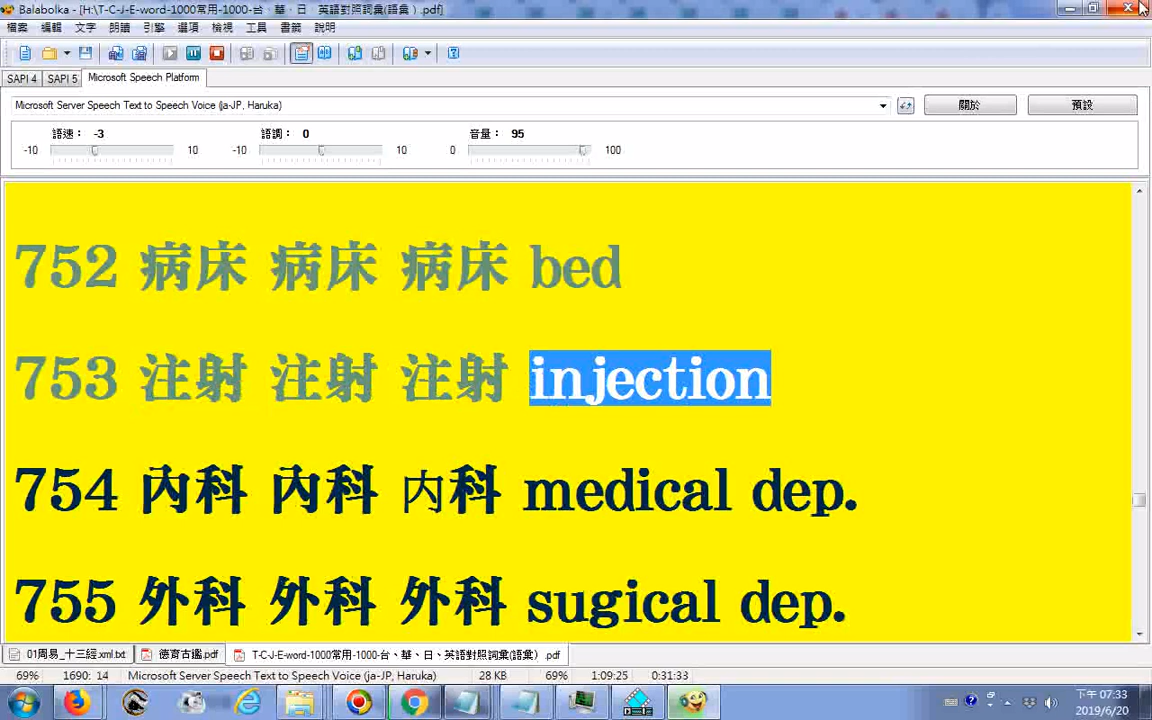 Balabolka - [H:\T-C-J-E-word-1000常用-1000-台、華、日、英語對照詞彙(語彙).pdf]
檔案 編輯 文字 朗讀 引擎 選項 檢視 工具 書籤 說明
SAPI 4 SAPI 5 Microsoft Speech Platform
Microsoft Server Speech Text to Speech Voice (ja-JP, Haruka) 關於 預設
語速: -3 語調: 0 音量: 95
-10 10 -10 10 0 100
752 病床 病床 病床 bed
753 注射 注射 注射 injection
754 內科 內科 内科 medical dep.
755 外科 外科 外科 sugical dep.
01周易_十三經.xml.txt 德育古鑑.pdf T-C-J-E-word-1000常用-1000-台、華、日、英語對照詞彙(語彙) .pdf
69% 1690: 14 Microsoft Server Speech Text to Speech Voice (ja-JP, Haruka) 28 KB 69% 1:09:25 0:31:33
下午 07:33
2019/6/20